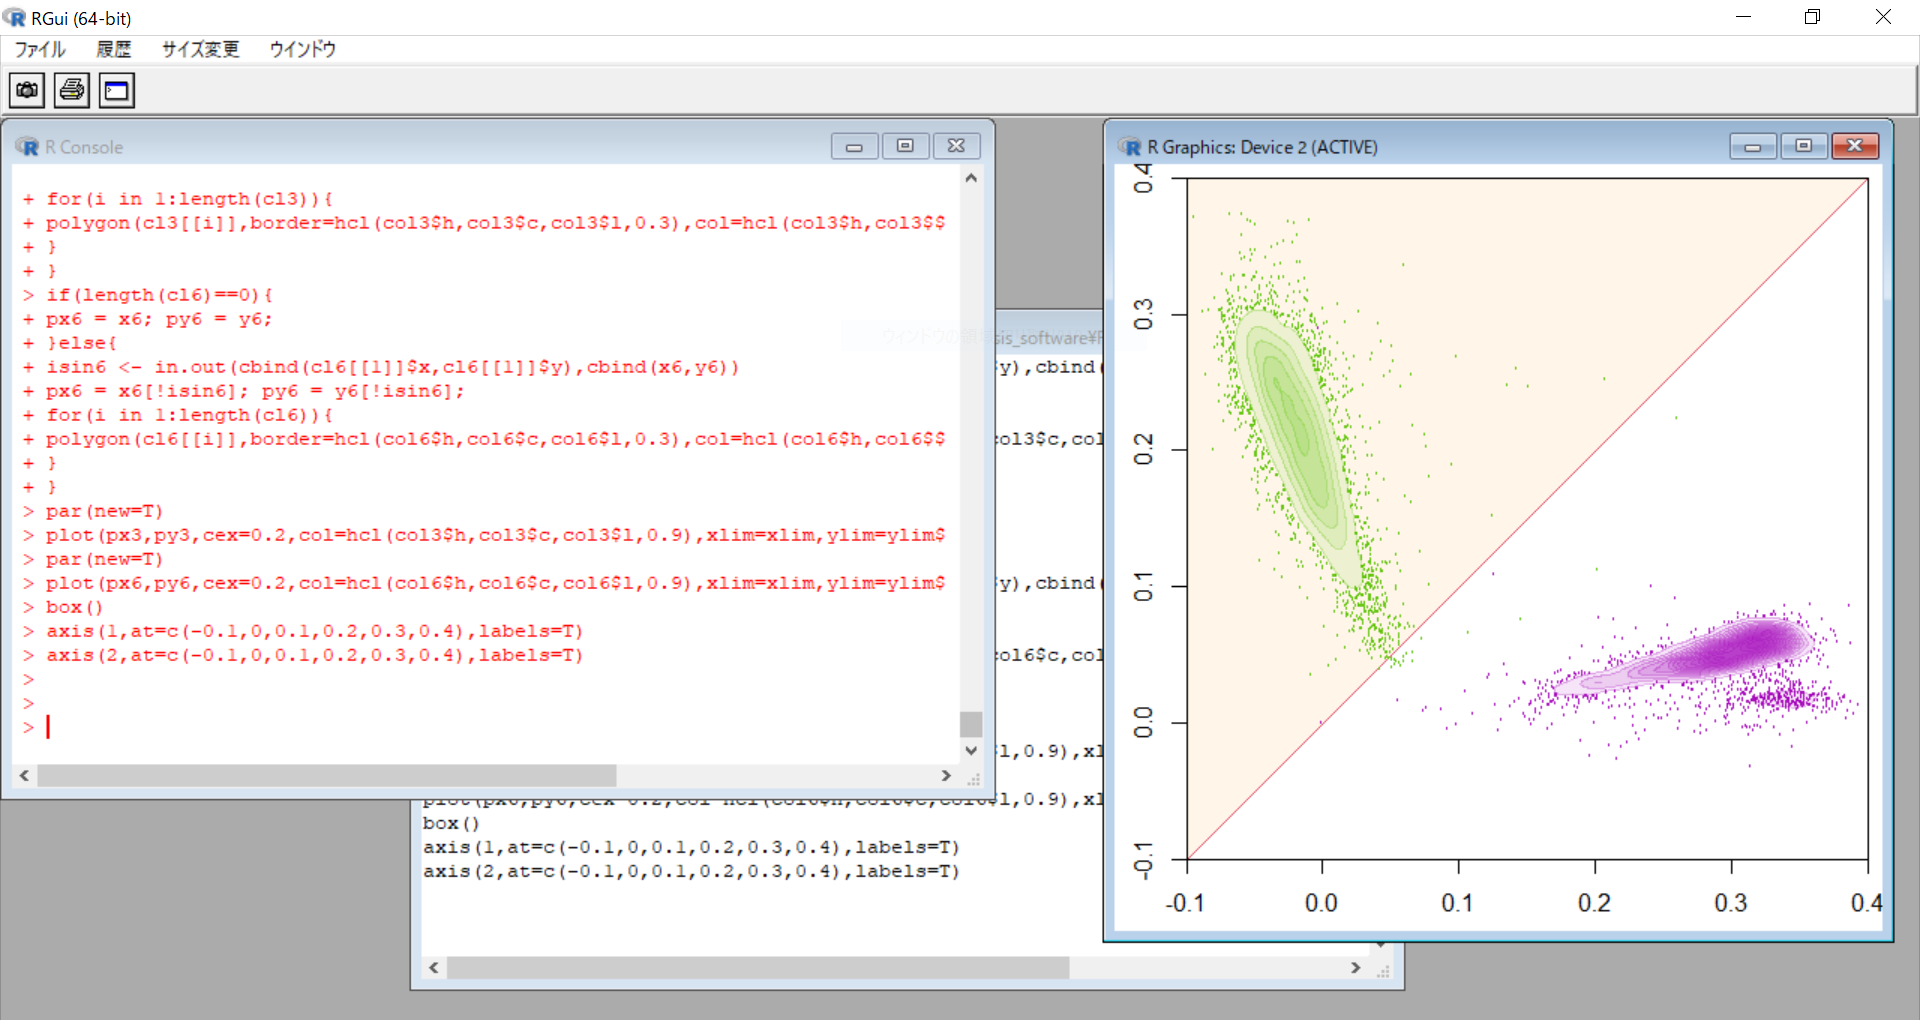 RGui (64-bit)
ファイル 履歴 サイズ変更 ウインドウ
R Console
+ for(i in 1:length(cl3)){
+ polygon(cl3[[i]],border=hcl(col3$h,col3$c,col3$l,0.3),col=hcl(col3$h,col3$$
+ }
+ }
> if(length(cl6)==0){
+ px6 = x6; py6 = y6;
+ }else{
+ isin6 <- in.out(cbind(cl6[[1]]$x,cl6[[1]]$y),cbind(x6,y6))
+ px6 = x6[!isin6]; py6 = y6[!isin6];
+ for(i in 1:length(cl6)){
+ polygon(cl6[[i]],border=hcl(col6$h,col6$c,col6$l,0.3),col=hcl(col6$h,col6$$
+ }
+ }
> par(new=T)
> plot(px3,py3,cex=0.2,col=hcl(col3$h,col3$c,col3$l,0.9),xlim=xlim,ylim=ylim$
> par(new=T)
> plot(px6,py6,cex=0.2,col=hcl(col6$h,col6$c,col6$l,0.9),xlim=xlim,ylim=ylim$
> box()
> axis(1,at=c(-0.1,0,0.1,0.2,0.3,0.4),labels=T)
> axis(2,at=c(-0.1,0,0.1,0.2,0.3,0.4),labels=T)
>
>
>
sis_software¥F
$y),cbind(
col3$c,col
$y),cbind(
col6$c,col
$l,0.9),xl
$l,0.9),xl
box()
axis(1,at=c(-0.1,0,0.1,0.2,0.3,0.4),labels=T)
axis(2,at=c(-0.1,0,0.1,0.2,0.3,0.4),labels=T)
R Graphics: Device 2 (ACTIVE)
0.4
0.3
0.2
0.1
0.0
-0.1
-0.1 0.0 0.1 0.2 0.3 0.4